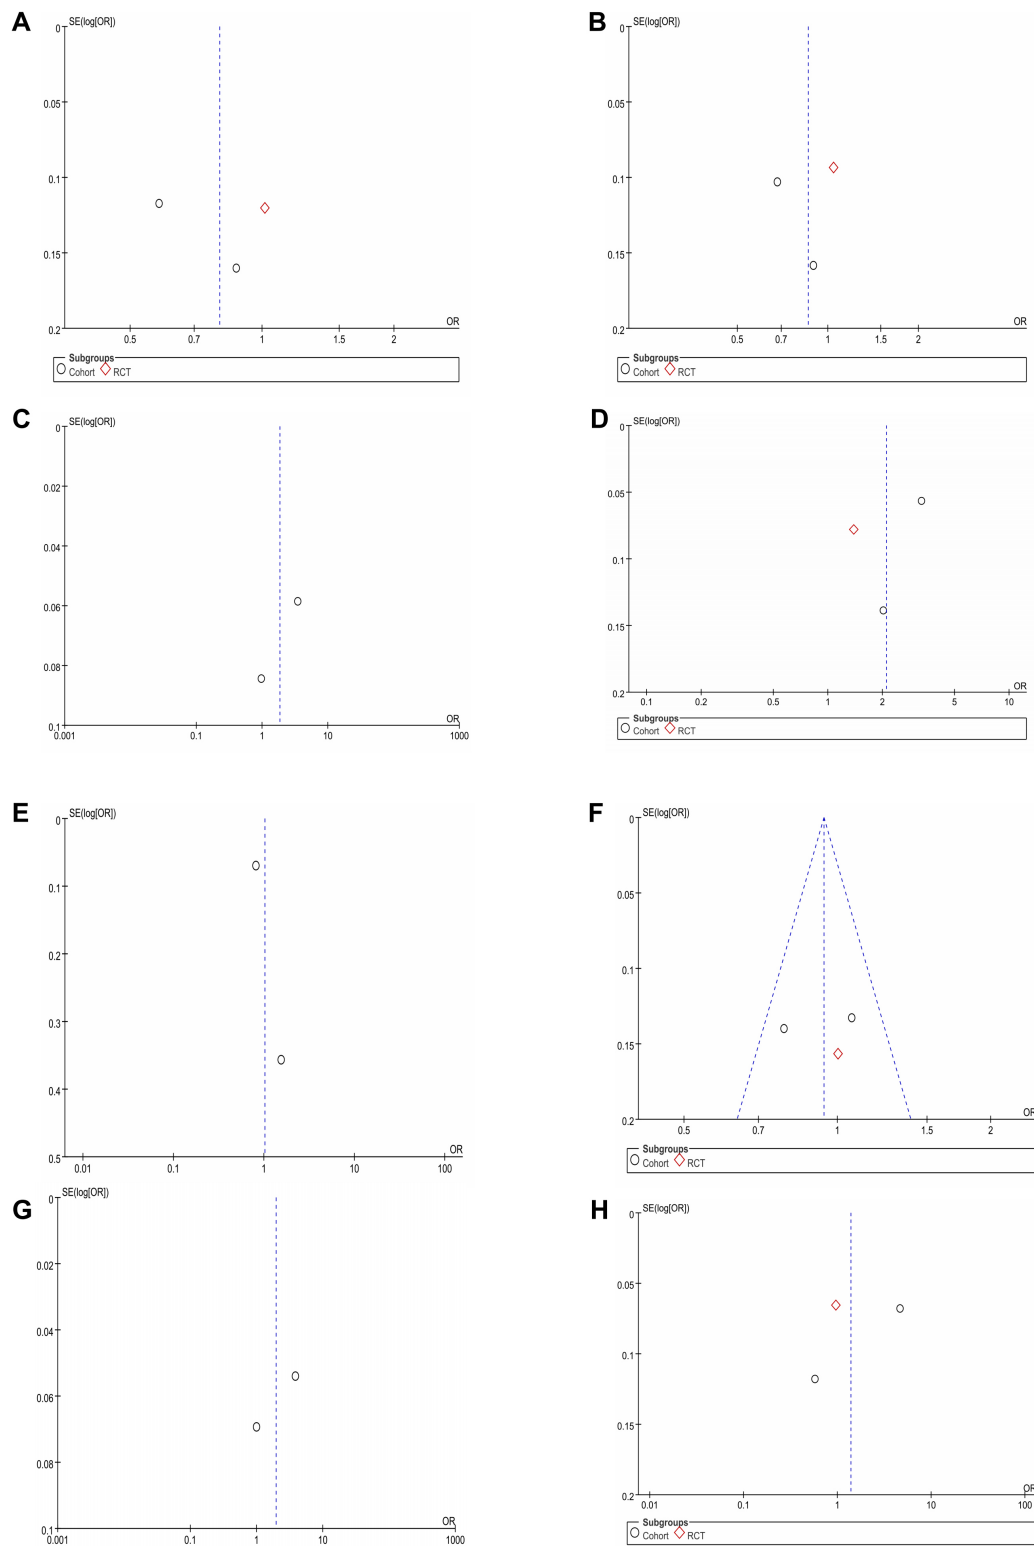 A
SE(log[OR])
0
0.05
0.1
0.15
0.2
0.5 0.7 1 1.5 2
OR
Subgroups
Cohort RCT
B
SE(log[OR])
0
0.05
0.1
0.15
0.2
0.5 0.7 1 1.5 2
OR
Subgroups
Cohort RCT
C
SE(log[OR])
0
0.02
0.04
0.06
0.08
0.1
0.001 0.1 1 10 1000
OR
D
SE(log[OR])
0
0.05
0.1
0.15
0.2
0.1 0.2 0.5 1 2 5 10
OR
Subgroups
Cohort RCT
E
SE(log[OR])
0
0.1
0.2
0.3
0.4
0.5
0.01 0.1 1 10 100
OR
F
SE(log[OR])
0
0.05
0.1
0.15
0.2
0.5 0.7 1 1.5 2
OR
Subgroups
Cohort RCT
G
SE(log[OR])
0
0.02
0.04
0.06
0.08
0.1
0.001 0.1 1 10 1000
OR
H
SE(log[OR])
0
0.05
0.1
0.15
0.2
0.01 0.1 1 10 100
OR
Subgroups
Cohort RCT